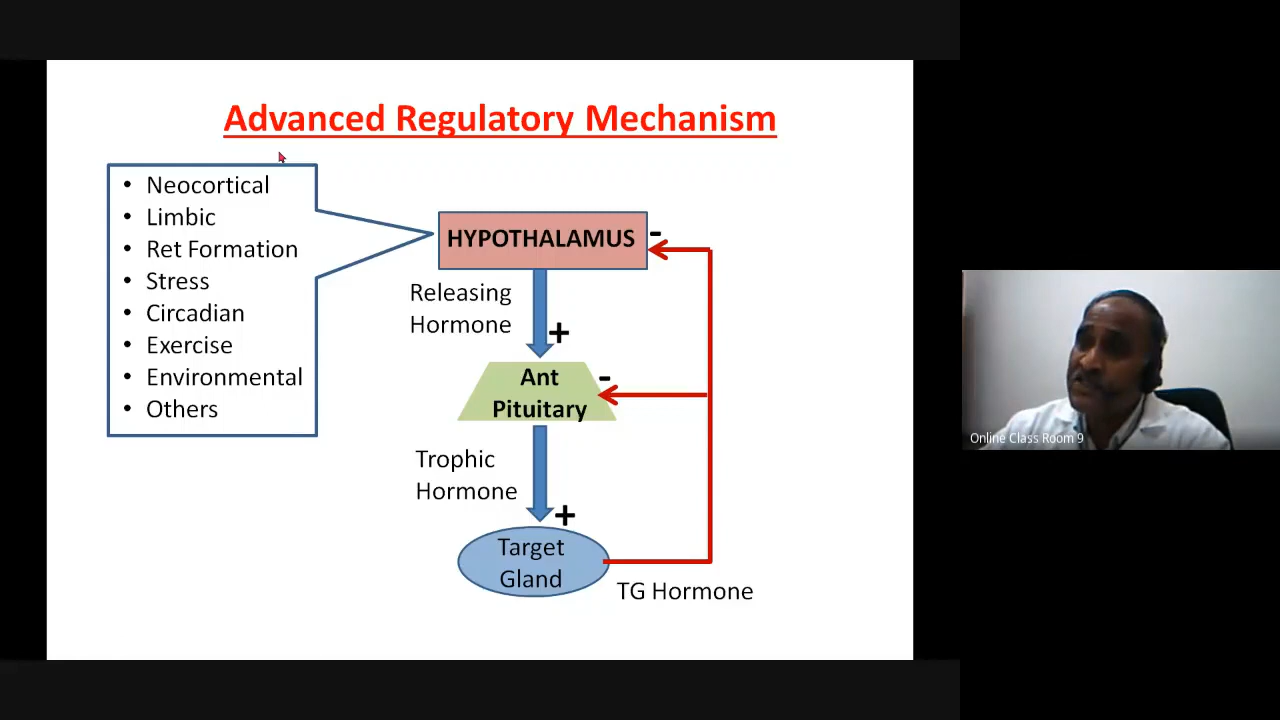 Advanced Regulatory Mechanism
• Neocortical
• Limbic
• Ret Formation
• Stress
• Circadian
• Exercise
• Environmental
• Others
HYPOTHALAMUS
-
Releasing
Hormone
+
Ant
Pituitary
-
Trophic
Hormone
+
Target
Gland
TG Hormone
Online Class Room 9